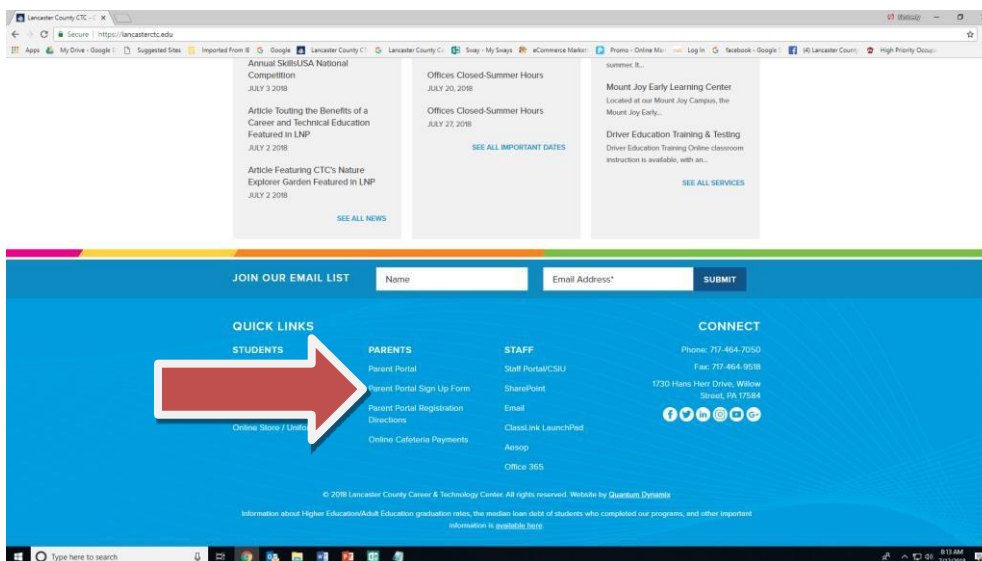 Lancaster County CTC - C
Secure | https://lancasterctc.edu
Apps My Drive - Google Suggested Sites Imported From IE Google Lancaster County C Lancaster County Ca Sway - My Sways eCommerce Market Promo - Online Mar Log In facebook - Google S (4) Lancaster County High Priority Occup
Annual SkillsUSA National
Competition
JULY 3 2018
Article Touting the Benefits of a
Career and Technical Education
Featured in LNP
JULY 2 2018
Article Featuring CTC's Nature
Explorer Garden Featured in LNP
JULY 2 2018
SEE ALL NEWS
Offices Closed-Summer Hours
JULY 20, 2018
Offices Closed-Summer Hours
JULY 27, 2018
SEE ALL IMPORTANT DATES
summer. It...
Mount Joy Early Learning Center
Located at our Mount Joy Campus, the
Mount Joy Early...
Driver Education Training & Testing
Driver Education Training Online classroom
instruction is available, with an...
SEE ALL SERVICES
JOIN OUR EMAIL LIST Name Email Address* SUBMIT
QUICK LINKS
STUDENTS
Online Store / Unifo
PARENTS
Parent Portal
Parent Portal Sign Up Form
Parent Portal Registration
Directions
Online Cafeteria Payments
STAFF
Staff Portal/CSIU
SharePoint
Email
ClassLink LaunchPad
Aesop
Office 365
CONNECT
Phone: 717-464-7050
Fax: 717-464-9518
1730 Hans Herr Drive, Willow
Street, PA 17584
© 2018 Lancaster County Career & Technology Center. All rights reserved. Website by Quantum Dynamix
Information about Higher Education/Adult Education graduation rates, the median loan debt of students who completed our programs, and other important
information is available here.
Type here to search
8:13 AM
7/12/2018